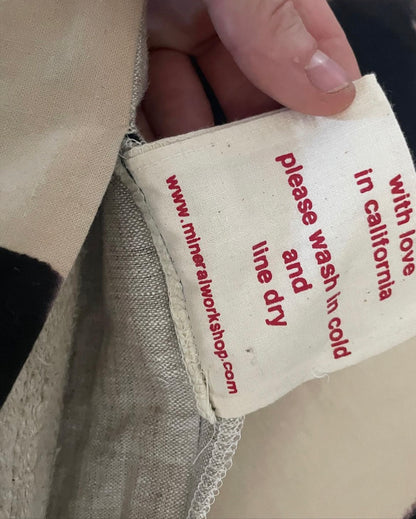 with love
in california
please wash in cold
and
line dry
www.mineralworkshop.com